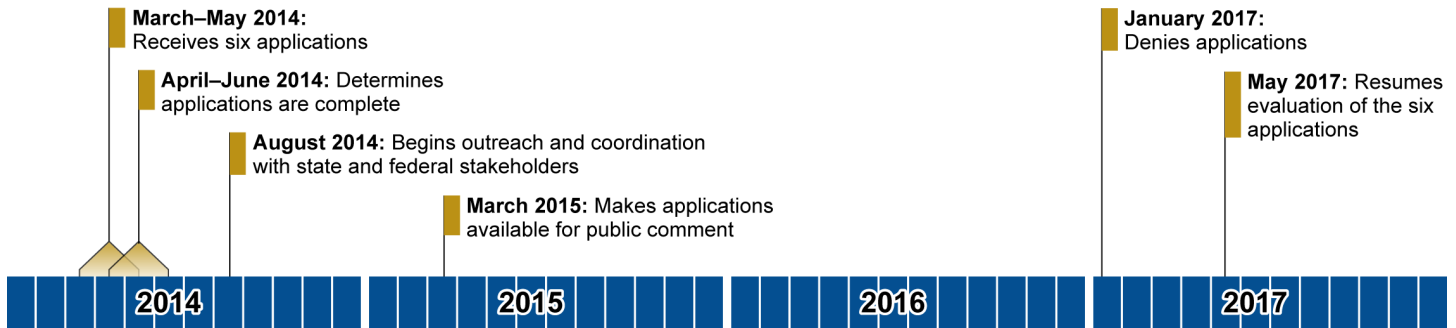 March–May 2014:
Receives six applications
April–June 2014: Determines
applications are complete
August 2014: Begins outreach and coordination
with state and federal stakeholders
March 2015: Makes applications
available for public comment
January 2017:
Denies applications
May 2017: Resumes
evaluation of the six
applications
2014
2015
2016
2017